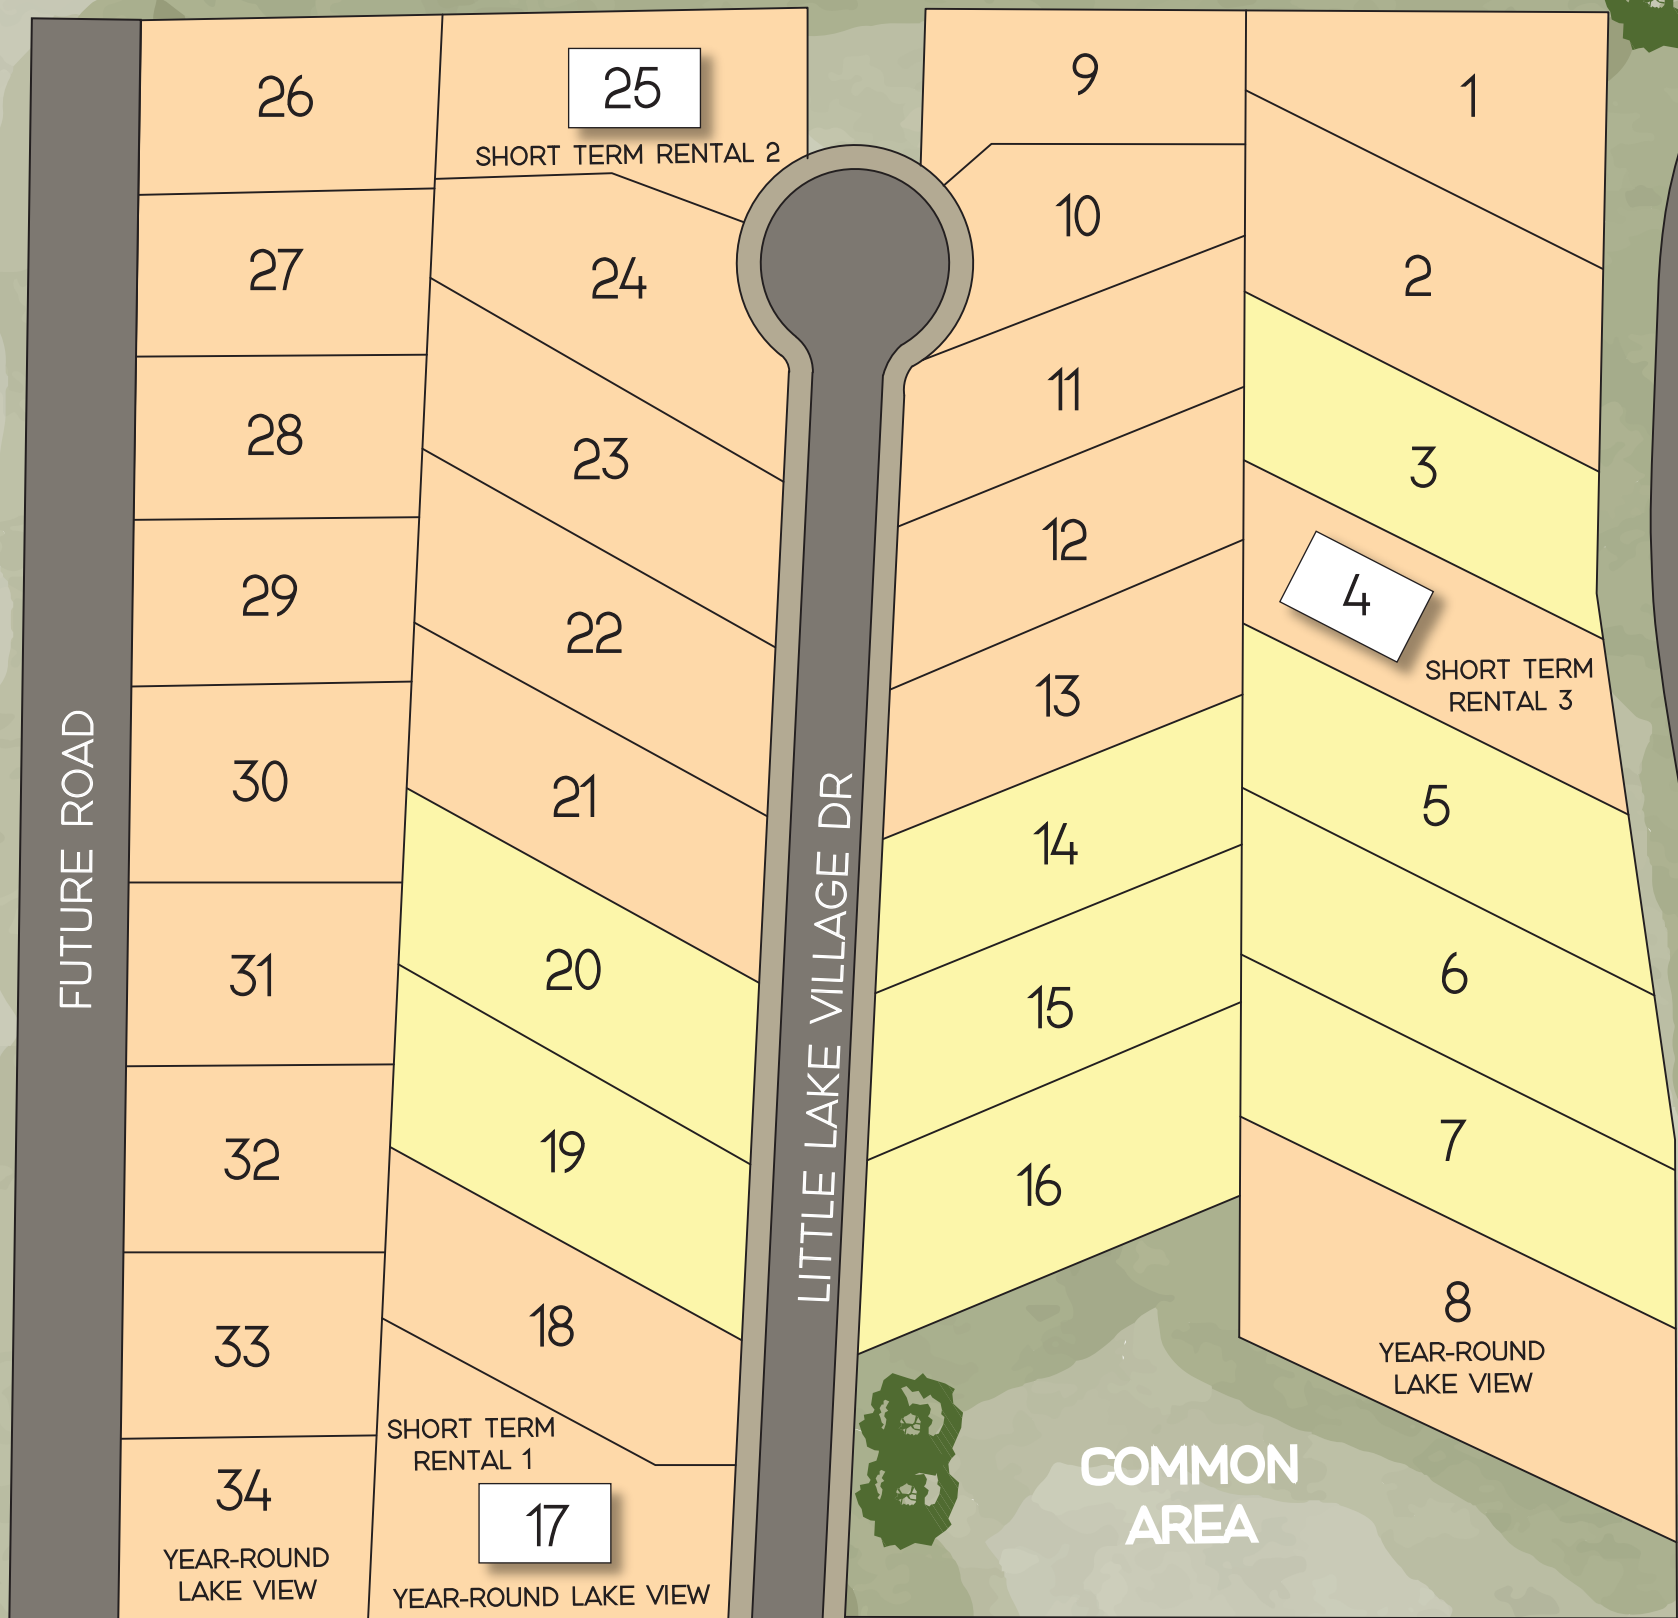 26
27
28
29
30
31
32
33
34
YEAR-ROUND
LAKE VIEW
FUTURE ROAD
25
SHORT TERM RENTAL 2
24
23
22
21
20
19
18
SHORT TERM
RENTAL 1
17
YEAR-ROUND LAKE VIEW
LITTLE LAKE VILLAGE DR
9
10
11
12
13
14
15
16
1
2
3
4
SHORT TERM
RENTAL 3
5
6
7
8
YEAR-ROUND
LAKE VIEW
COMMON
AREA